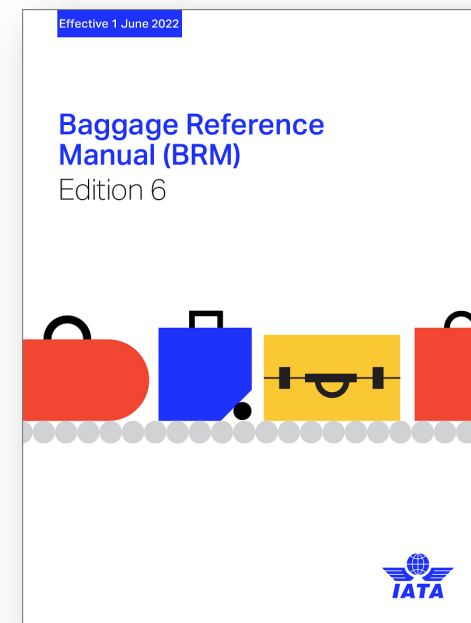 Effective 1 June 2022
Baggage Reference
Manual (BRM)
Edition 6
IATA